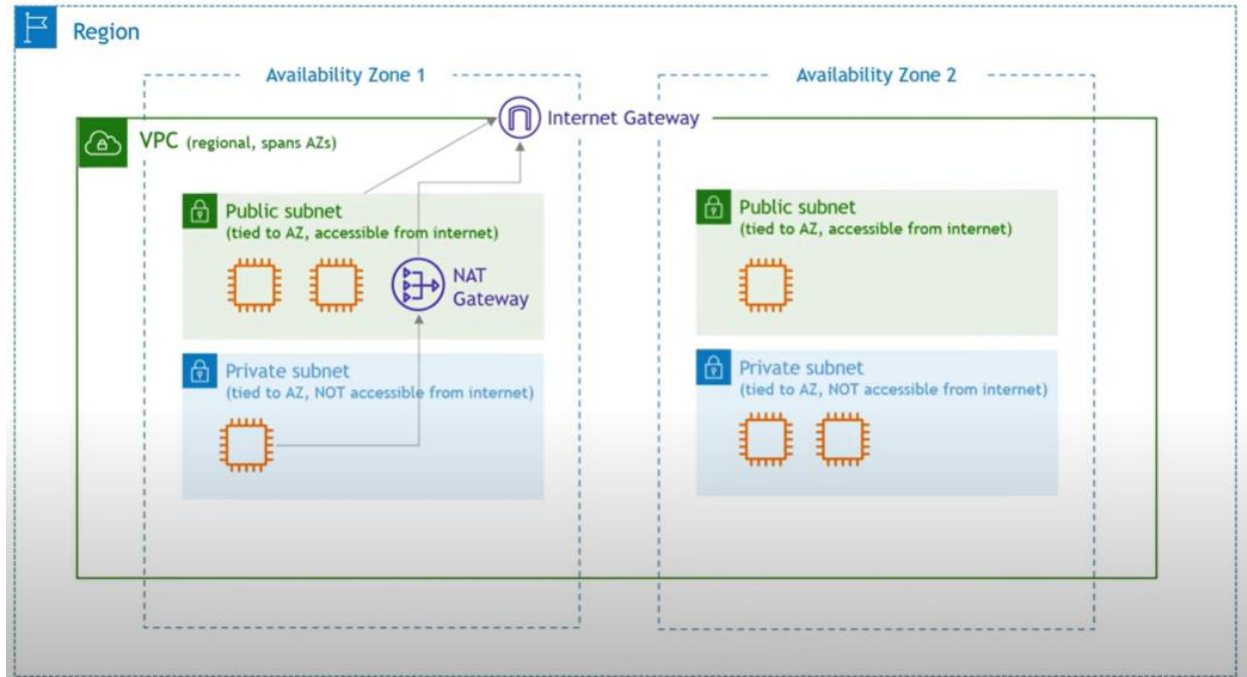 Region
Availability Zone 1
Availability Zone 2
Internet Gateway
VPC (regional, spans AZs)
Public subnet
(tied to AZ, accessible from internet)
NAT
Gateway
Private subnet
(tied to AZ, NOT accessible from internet)
Public subnet
(tied to AZ, accessible from internet)
Private subnet
(tied to AZ, NOT accessible from internet)